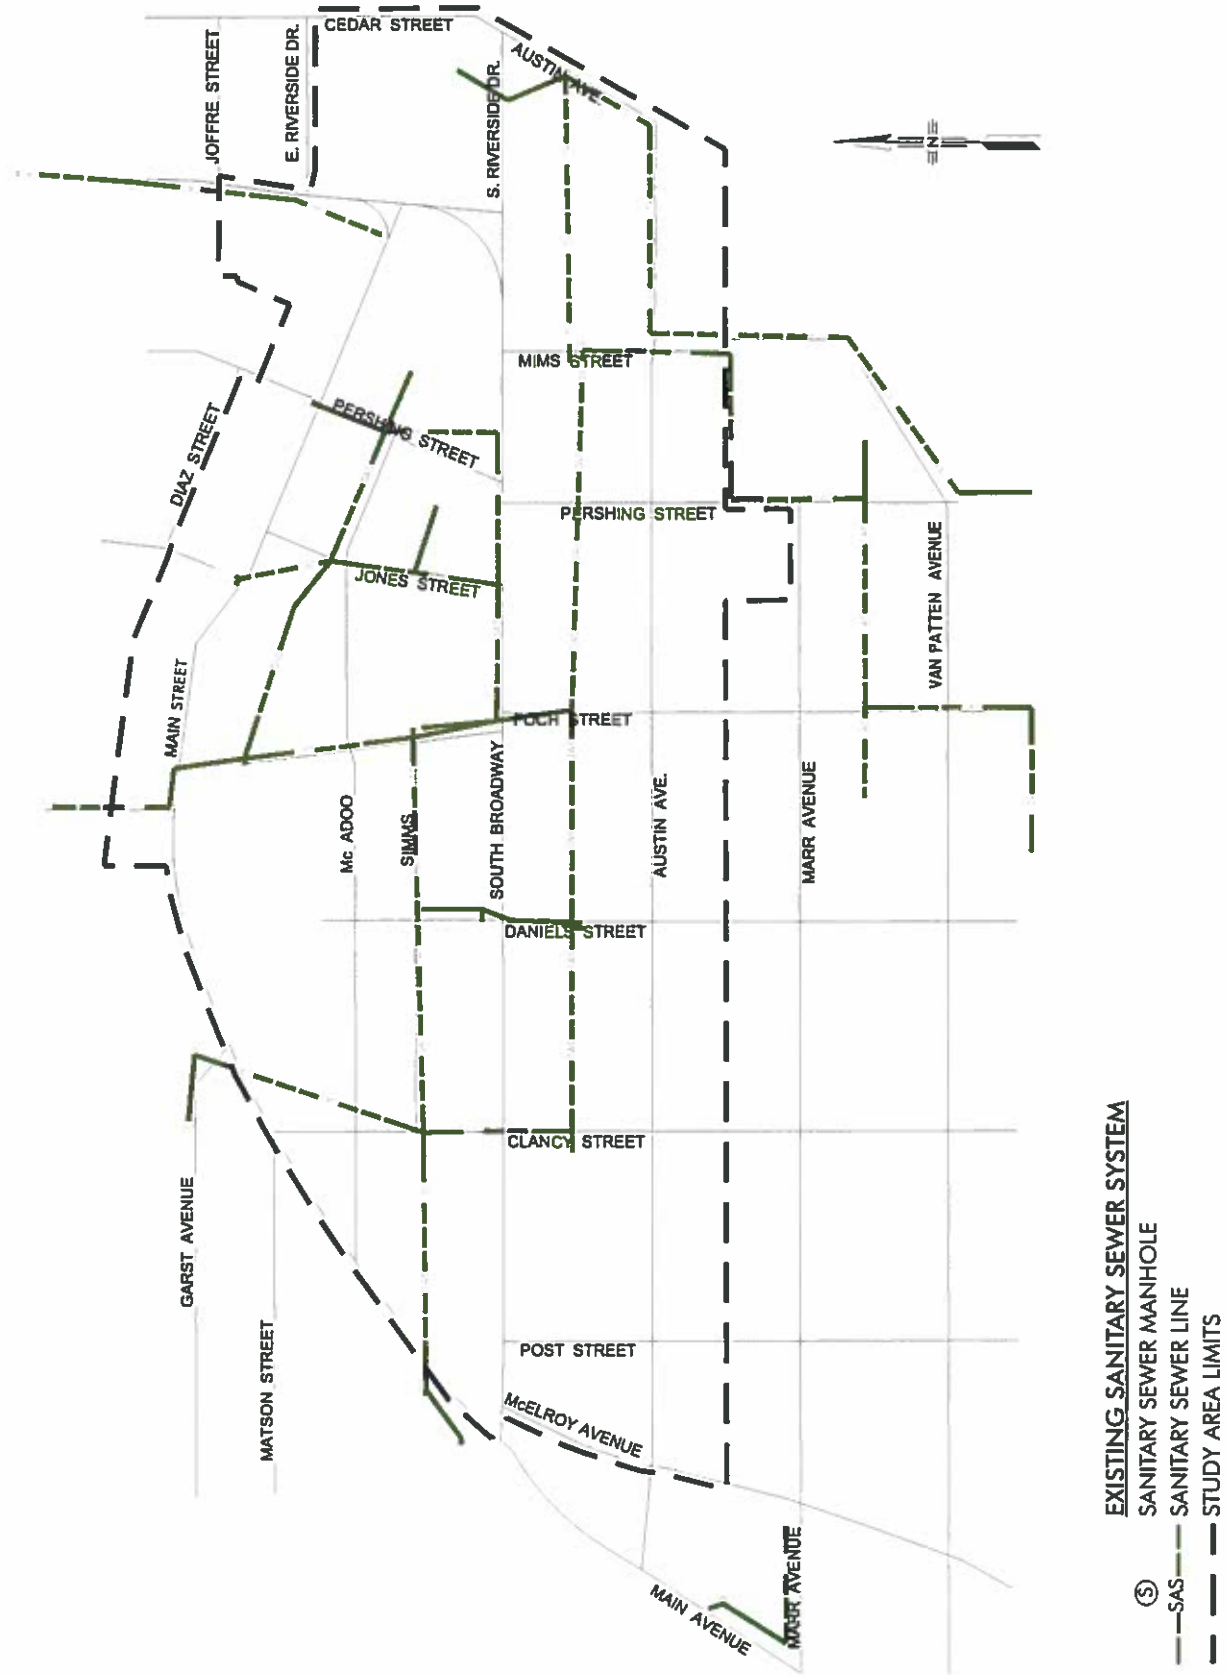 CEDAR STREET
JOFFRE STREET
E. RIVERSIDE DR.
AUSTIN AVE.
S. RIVERSIDE DR.
N
MIMS STREET
PERSHING STREET
DIAZ STREET
PERSHING STREET
JONES STREET
VAN PATTEN AVENUE
MAIN STREET
FOCH STREET
Mc ADOO
SIMMS
SOUTH BROADWAY
AUSTIN AVE.
MARR AVENUE
DANIELS STREET
CLANCY STREET
GARST AVENUE
MATSON STREET
POST STREET
McELROY AVENUE
MAIN AVENUE
MARR AVENUE
EXISTING SANITARY SEWER SYSTEM
S SANITARY SEWER MANHOLE
SAS SANITARY SEWER LINE
STUDY AREA LIMITS